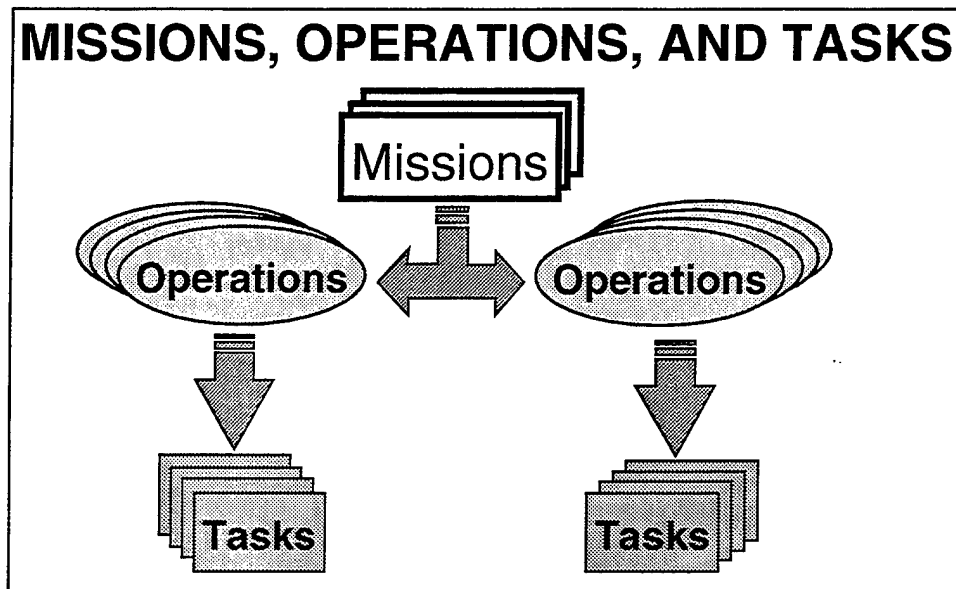 MISSIONS, OPERATIONS, AND TASKS
Missions
Operations
Operations
Tasks
Tasks